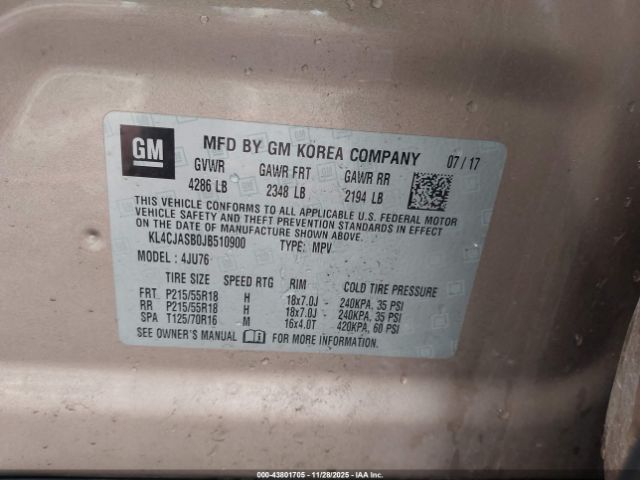 GM MFD BY GM KOREA COMPANY 07 / 17
GVWR GAWR FRT GAWR RR
4286 LB 2348 LB 2194 LB
THIS VEHICLE CONFORMS TO ALL APPLICABLE U.S. FEDERAL MOTOR
VEHICLE SAFETY AND THEFT PREVENTION STANDARDS IN EFFECT
ON THE DATE OF MANUFACTURE SHOWN ABOVE.
KL4CJASB0JB510900 TYPE: MPV
MODEL : 4JU76
TIRE SIZE SPEED RTG RIM COLD TIRE PRESSURE
FRT P215/55R18 H 18x7.0J 240KPA, 35 PSI
RR P215/55R18 H 18x7.0J 240KPA, 35 PSI
SPA T125/70R16 M 16x4.0T 420KPA, 60 PSI
SEE OWNER'S MANUAL FOR MORE INFORMATION.
000-43801705 - 11/28/2025 - IAAI.COM